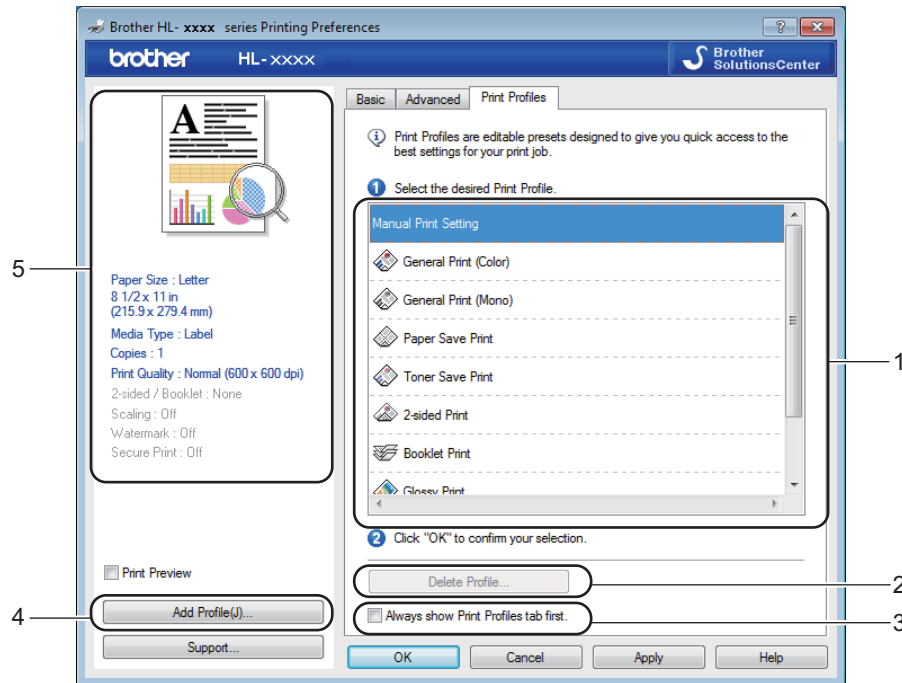 Brother HL- xxxx series Printing Preferences
brother HL-xxxx Brother SolutionsCenter
A
Paper Size : Letter
8 1/2 x 11 in
(215.9 x 279.4 mm)
Media Type : Label
Copies : 1
Print Quality : Normal (600 x 600 dpi)
2-sided / Booklet : None
Scaling : Off
Watermark : Off
Secure Print : Off
Print Preview
Add Profile(J)...
Support...
Basic Advanced Print Profiles
Print Profiles are editable presets designed to give you quick access to the
best settings for your print job.
1 Select the desired Print Profile.
Manual Print Setting
General Print (Color)
General Print (Mono)
Paper Save Print
Toner Save Print
2-sided Print
Booklet Print
Glossy Print
2 Click "OK" to confirm your selection.
Delete Profile...
Always show Print Profiles tab first.
OK Cancel Apply Help
5
4
1
2
3